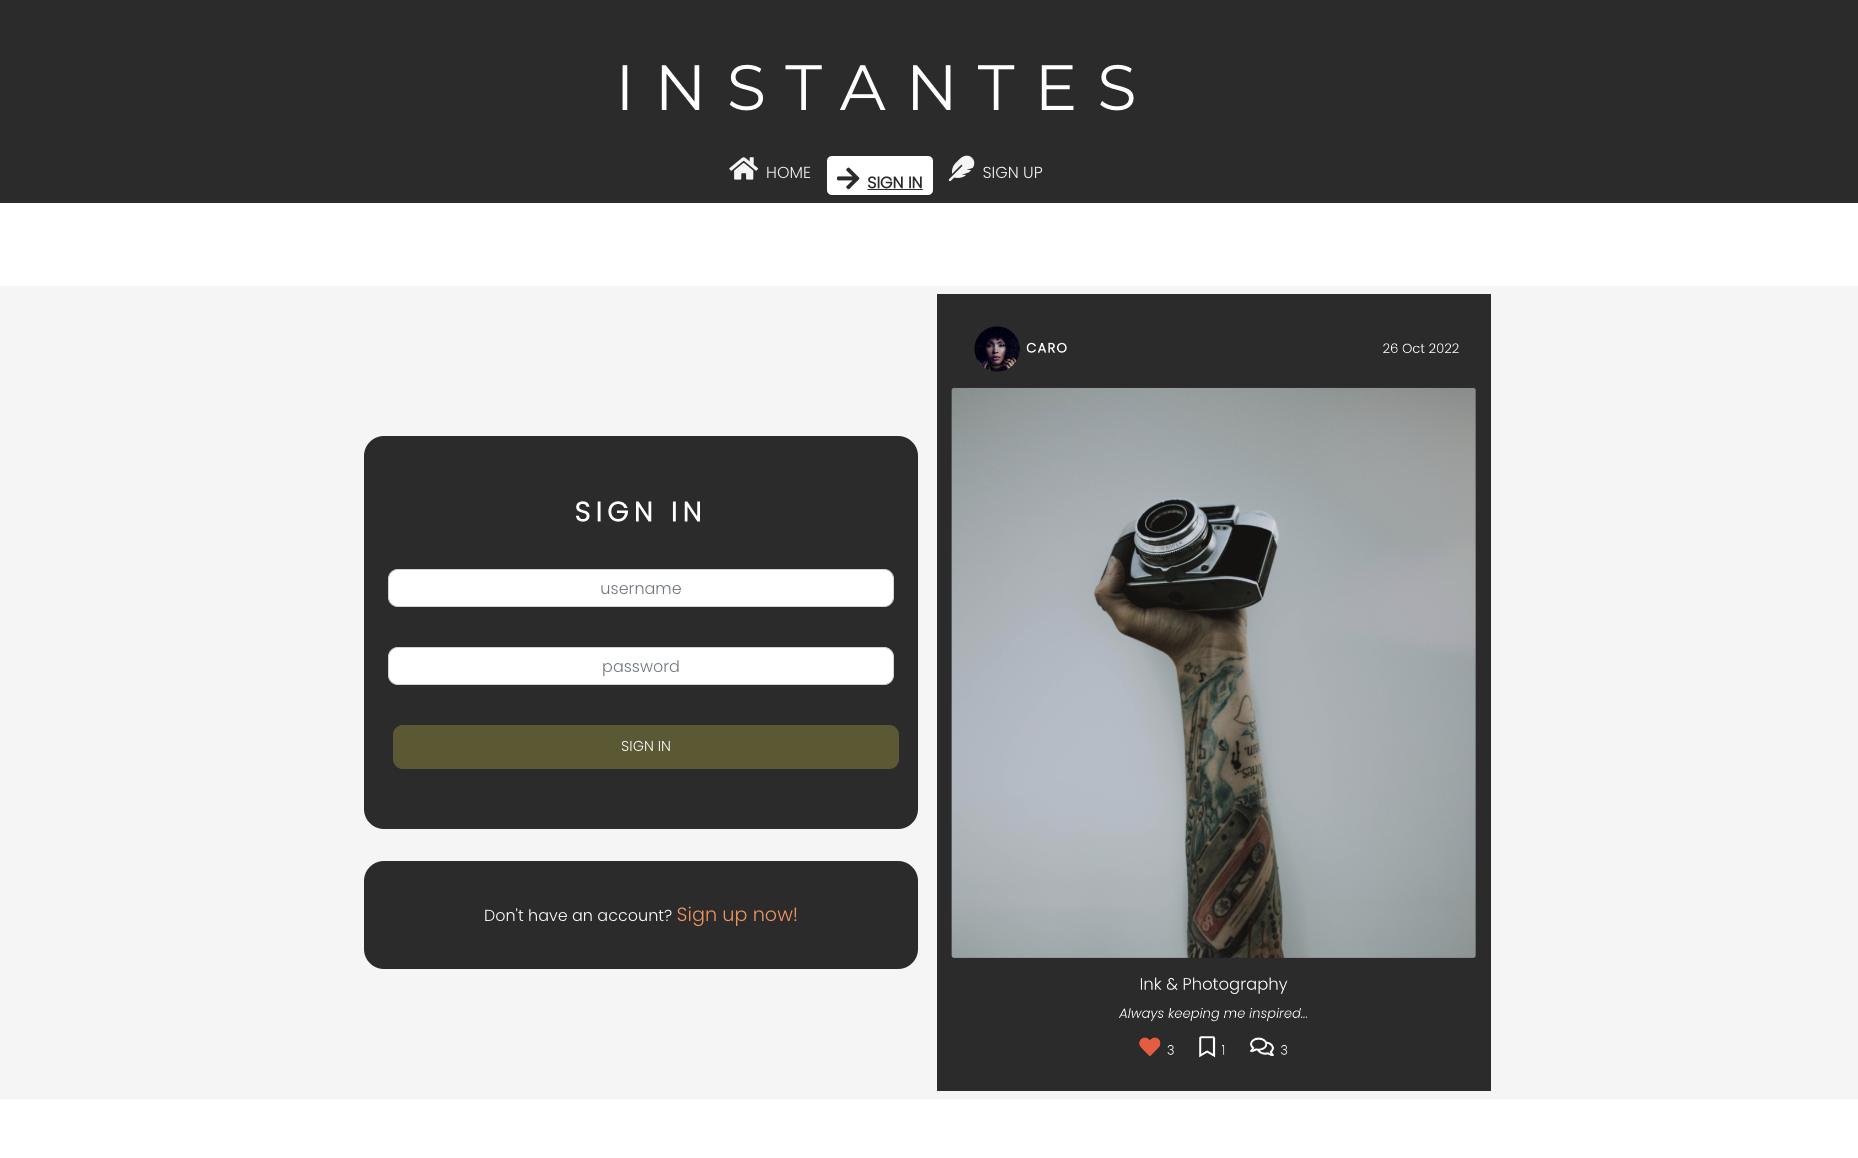 INSTANTES
HOME SIGN IN SIGN UP
SIGN IN
username
password
SIGN IN
Don't have an account? Sign up now!
CARO 26 Oct 2022
Ink & Photography
Always keeping me inspired...
3 1 3